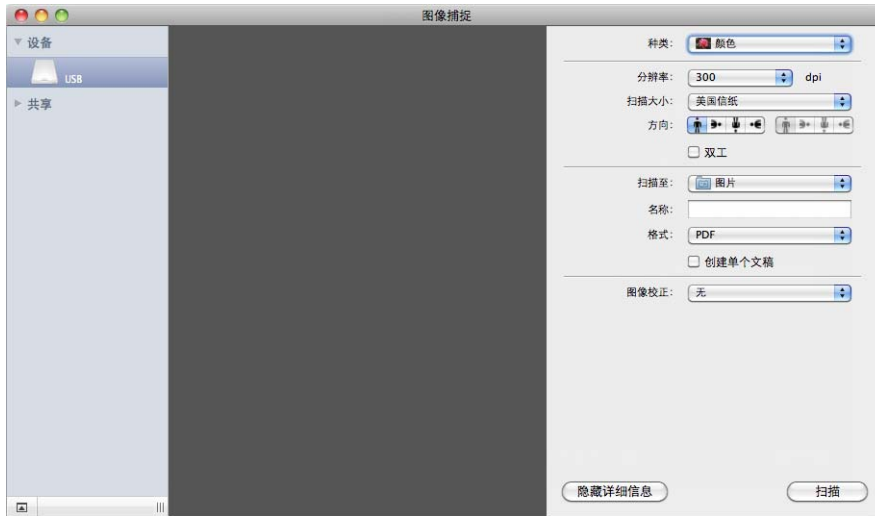 图像捕捉
设备
USB
共享
种类: 颜色
分辨率: 300 dpi
扫描大小: 美国信纸
方向:
双工
扫描至: 图片
名称:
格式: PDF
创建单个文稿
图像校正: 无
隐藏详细信息 扫描